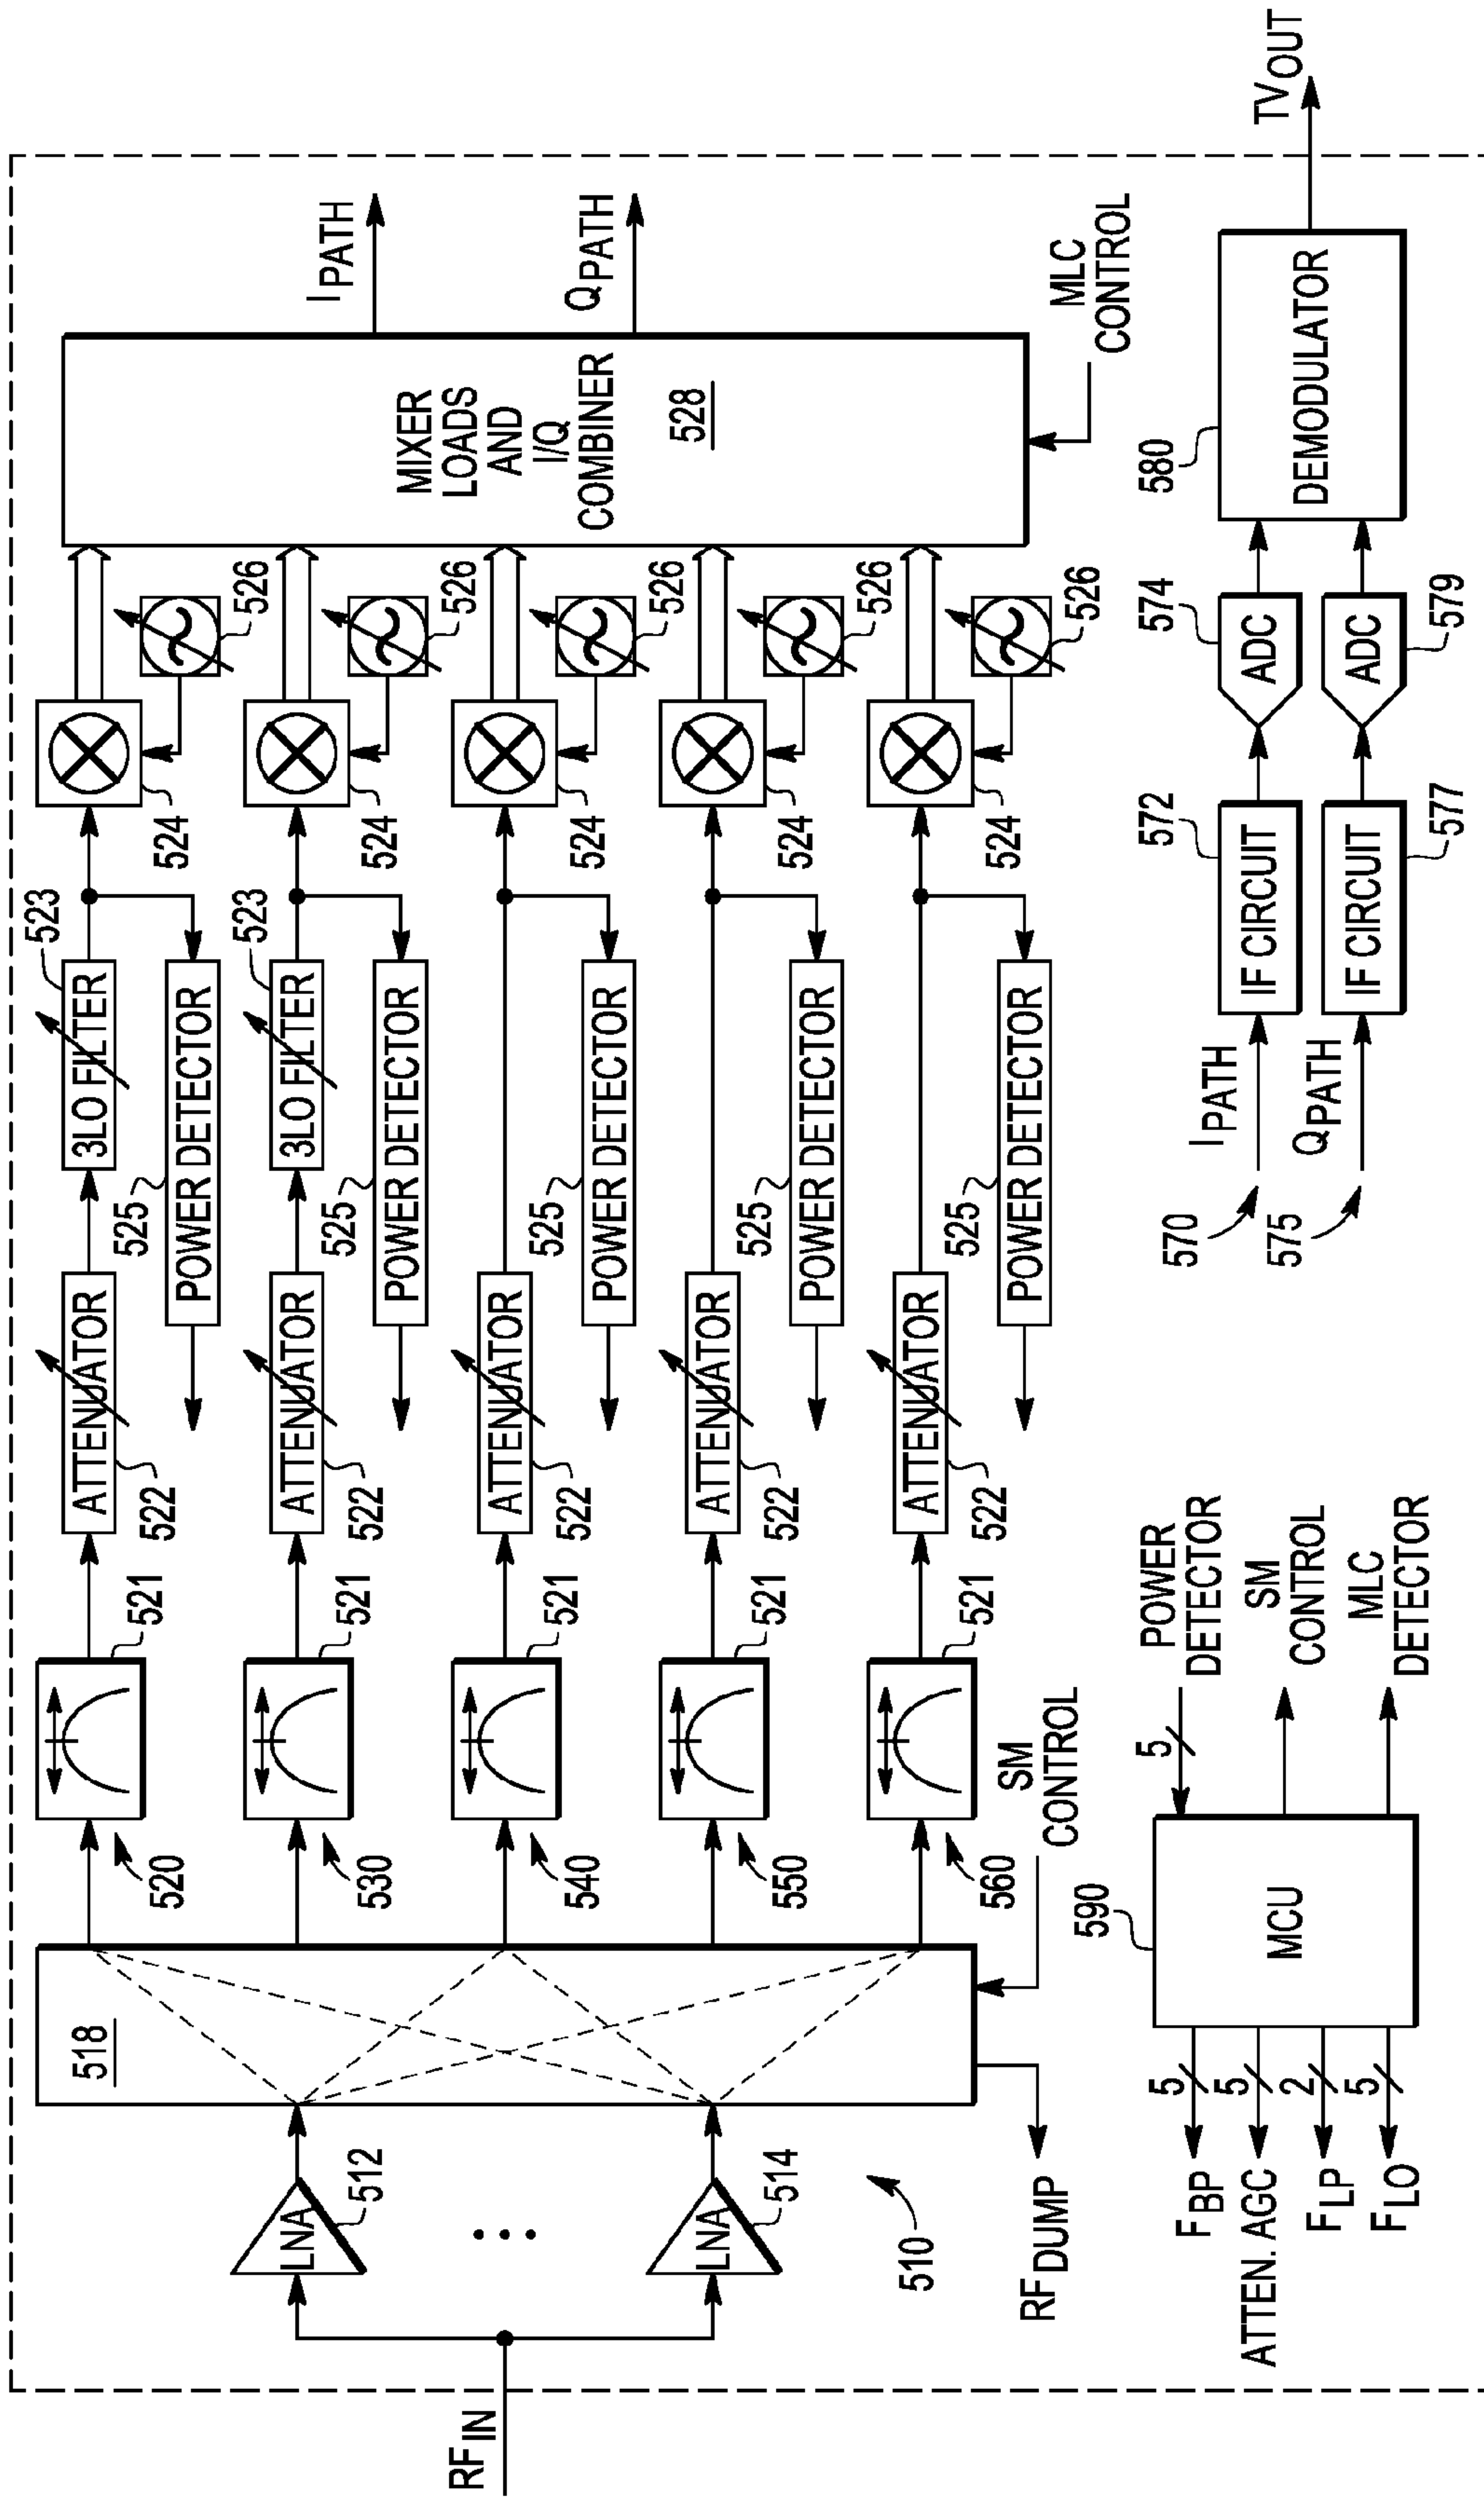 RF IN
LNA
512
LNA
514
510
518
RF DUMP
SM
CONTROL
520
521
ATTENUATOR
522
3LO FILTER
523
POWER DETECTOR
525
524
526
530
521
ATTENUATOR
522
3LO FILTER
523
POWER DETECTOR
525
524
526
540
521
ATTENUATOR
522
POWER DETECTOR
525
524
526
550
521
ATTENUATOR
522
POWER DETECTOR
525
524
526
560
521
ATTENUATOR
522
POWER DETECTOR
525
524
526
MIXER
LOADS
AND
I/Q
COMBINER
528
I PATH
Q PATH
MLC
CONTROL
590
MCU
5
F BP
5
ATTEN. AGC
2
F LP
5
F LO
5
POWER
DETECTOR
SM
CONTROL
MLC
DETECTOR
570
I PATH
572
IF CIRCUIT
574
ADC
575
Q PATH
IF CIRCUIT
577
ADC
579
580
DEMODULATOR
TV OUT